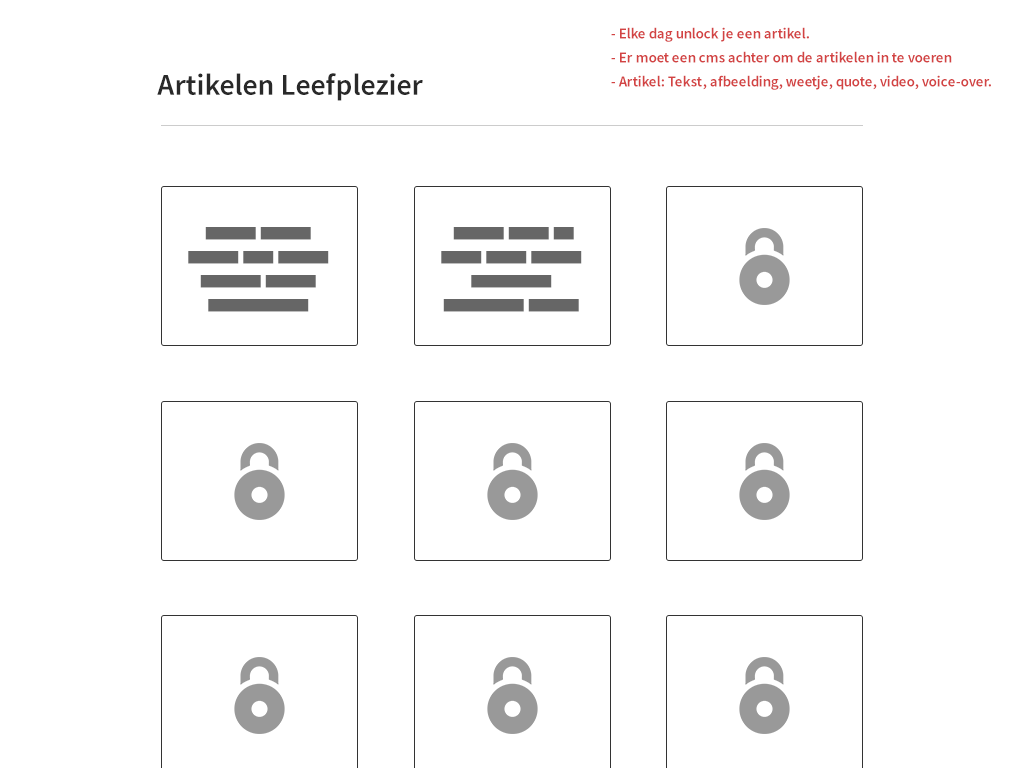 - Elke dag unlock je een artikel.
- Er moet een cms achter om de artikelen in te voeren
- Artikel: Tekst, afbeelding, weetje, quote, video, voice-over.
Artikelen Leefplezier